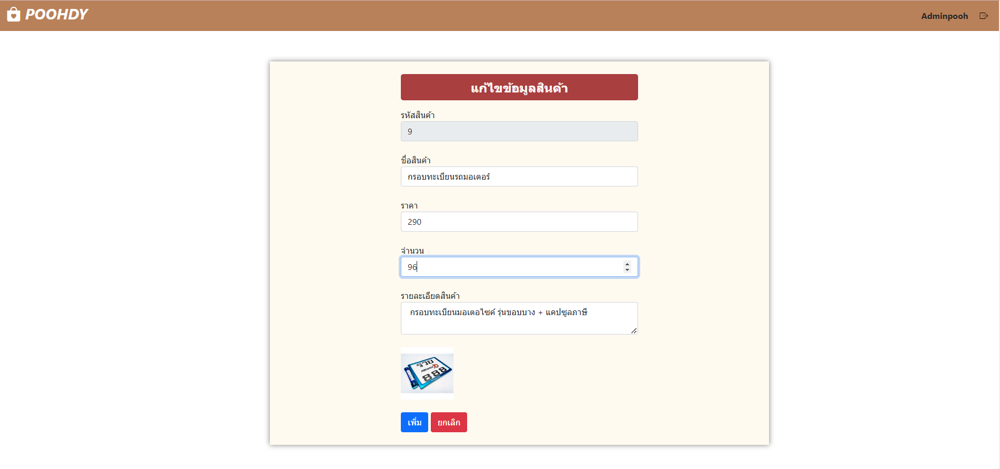 POOHDY
Adminpooh
แก้ไขข้อมูลสินค้า
รหัสสินค้า
9
ชื่อสินค้า
กรอบทะเบียนรถมอเตอร์
ราคา
290
จำนวน
96
รายละเอียดสินค้า
กรอบทะเบียนมอเตอไซค์ รุ่นขอบบาง + แคปซูลภาษี
รวย
PIRANHA
888
เพิ่ม ยกเลิก